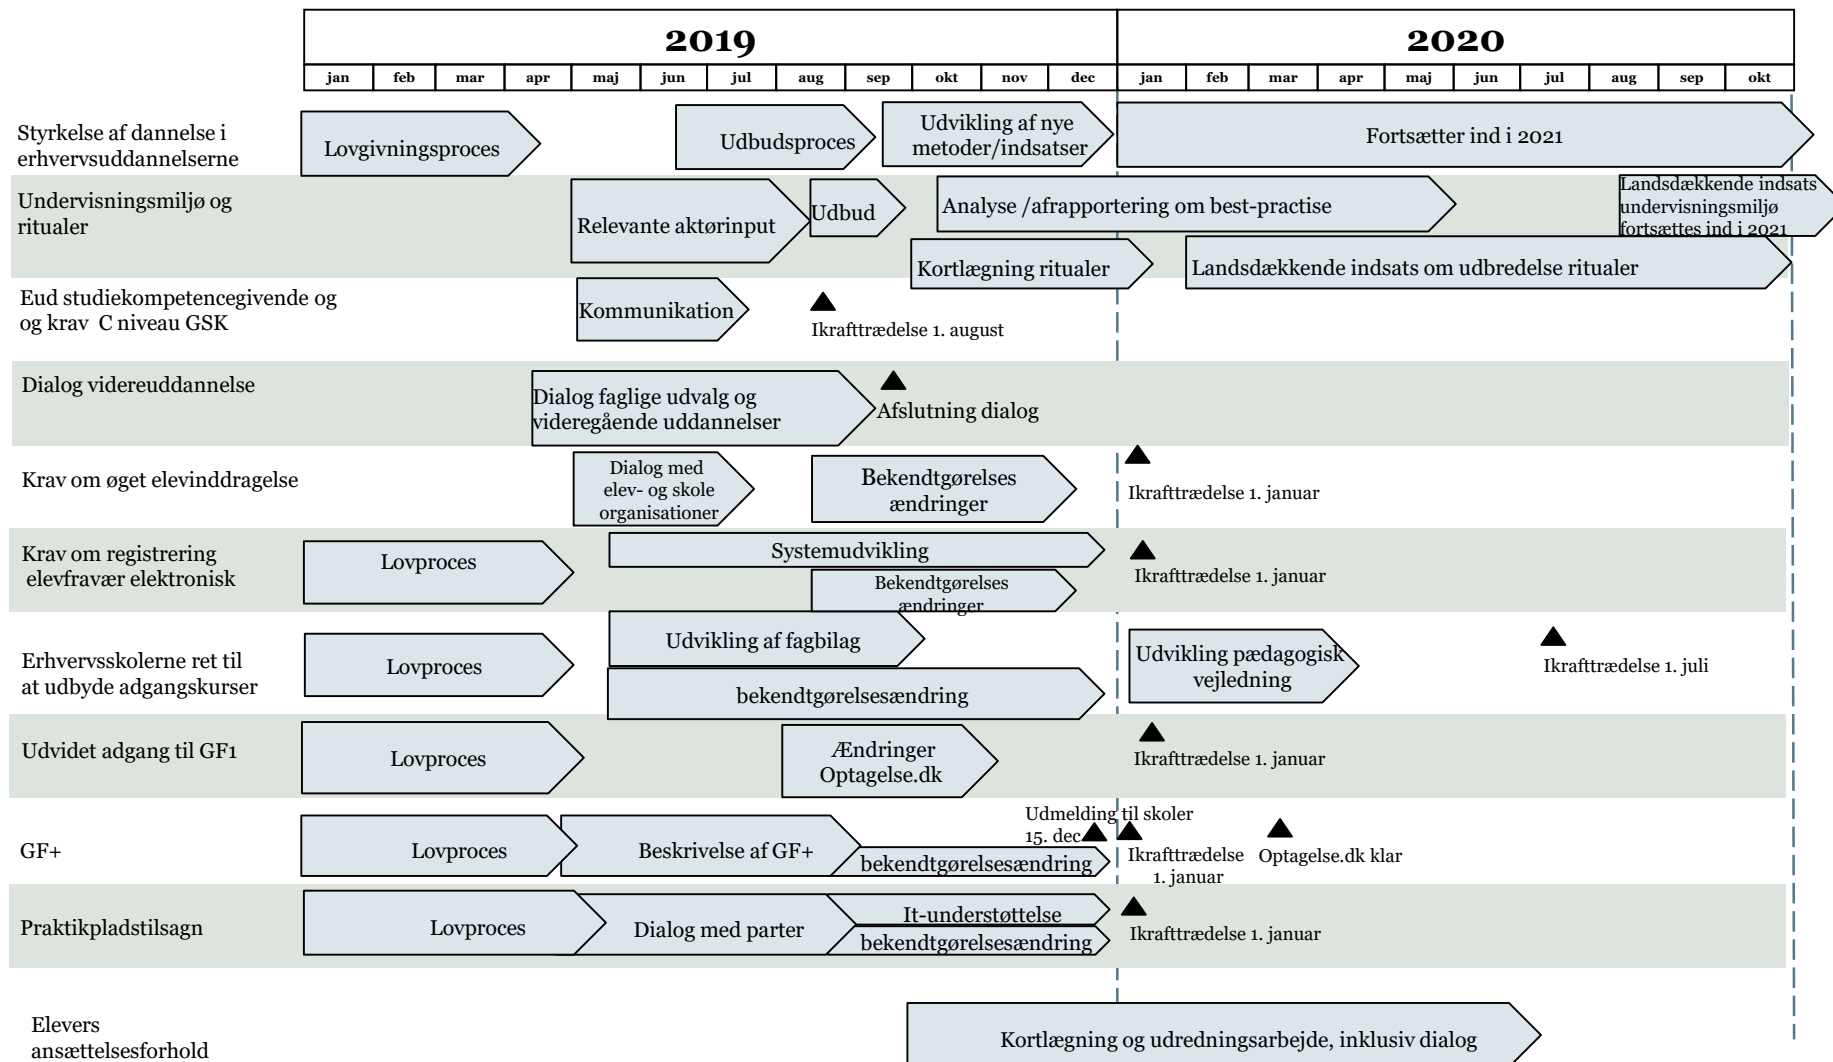 2019
2020
jan feb mar apr maj jun jul aug sep okt nov dec jan feb mar apr maj jun jul aug sep okt
Styrkelse af dannelse i
erhvervsuddannelserne
Lovgivningsproces
Udbudsproces
Udvikling af nye
metoder/indsatser
Fortsætter ind i 2021
Undervisningsmiljø og
ritualer
Relevante aktørinput
Udbud
Analyse /afrapportering om best-practise
Landsdækkende indsats
undervisningsmiljø
fortsættes ind i 2021
Kortlægning ritualer
Landsdækkende indsats om udbredelse ritualer
Eud studiekompetencegivende og
og krav C niveau GSK
Kommunikation
Ikrafttrædelse 1. august
Dialog videreuddannelse
Dialog faglige udvalg og
videregående uddannelser
Afslutning dialog
Krav om øget elevinddragelse
Dialog med
elev- og skole
organisationer
Bekendtgørelses
ændringer
Ikrafttrædelse 1. januar
Krav om registrering
elevfravær elektronisk
Lovproces
Systemudvikling
Bekendtgørelses
ændringer
Ikrafttrædelse 1. januar
Erhvervsskolerne ret til
at udbyde adgangskurser
Lovproces
Udvikling af fagbilag
bekendtgørelsesændring
Udvikling pædagogisk
vejledning
Ikrafttrædelse 1. juli
Udvidet adgang til GF1
Lovproces
Ændringer
Optagelse.dk
Ikrafttrædelse 1. januar
GF+
Lovproces
Beskrivelse af GF+
bekendtgørelsesændring
Udmelding til skoler
15. dec
Ikrafttrædelse
1. januar
Optagelse.dk klar
Praktikpladstilsagn
Lovproces
Dialog med parter
It-understøttelse
bekendtgørelsesændring
Ikrafttrædelse 1. januar
Elevers
ansættelsesforhold
Kortlægning og udredningsarbejde, inklusiv dialog